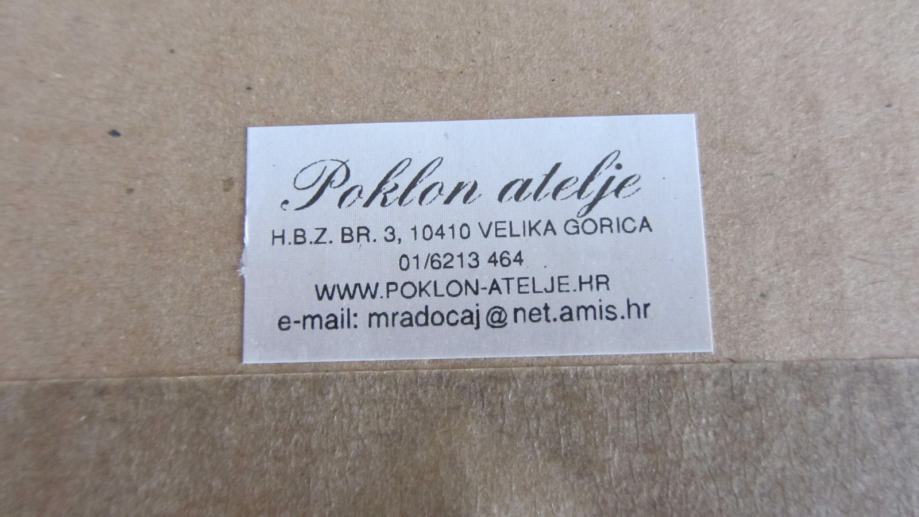 Poklon atelje
H.B.Z. BR. 3, 10410 VELIKA GORICA
01/6213 464
WWW.POKLON-ATELJE.HR
e-mail: mradocaj@net.amis.hr